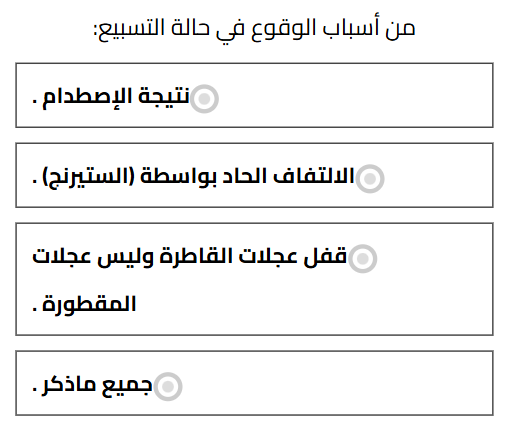 من أسباب الوقوع في حالة التسبيع:
نتيجة الإصطدام .
الالتفاف الحاد بواسطة (الستيرنج) .
قفل عجلات القاطرة وليس عجلات
المقطورة .
جميع ماذكر .